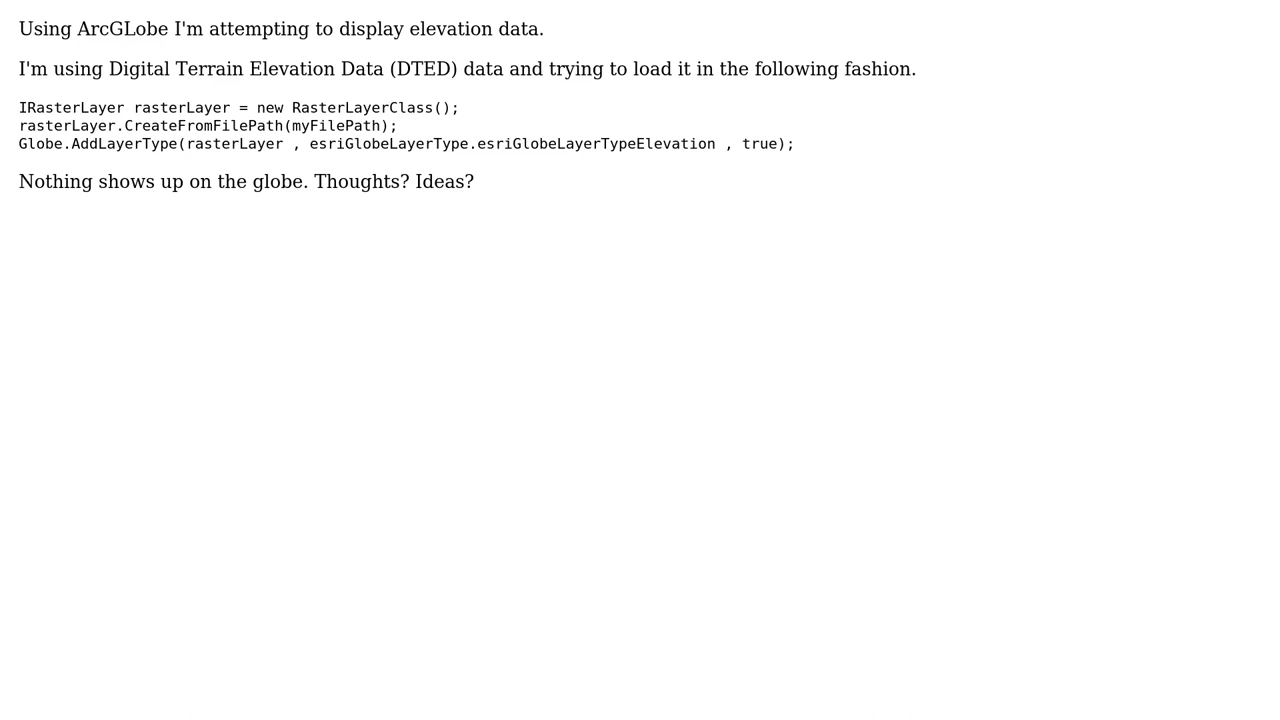 Using ArcGLobe I'm attempting to display elevation data.
I'm using Digital Terrain Elevation Data (DTED) data and trying to load it in the following fashion.
IRasterLayer rasterLayer = new RasterLayerClass();
rasterLayer.CreateFromFilePath(myFilePath);
Globe.AddLayerType(rasterLayer , esriGlobeLayerType.esriGlobeLayerTypeElevation , true);
Nothing shows up on the globe. Thoughts? Ideas?